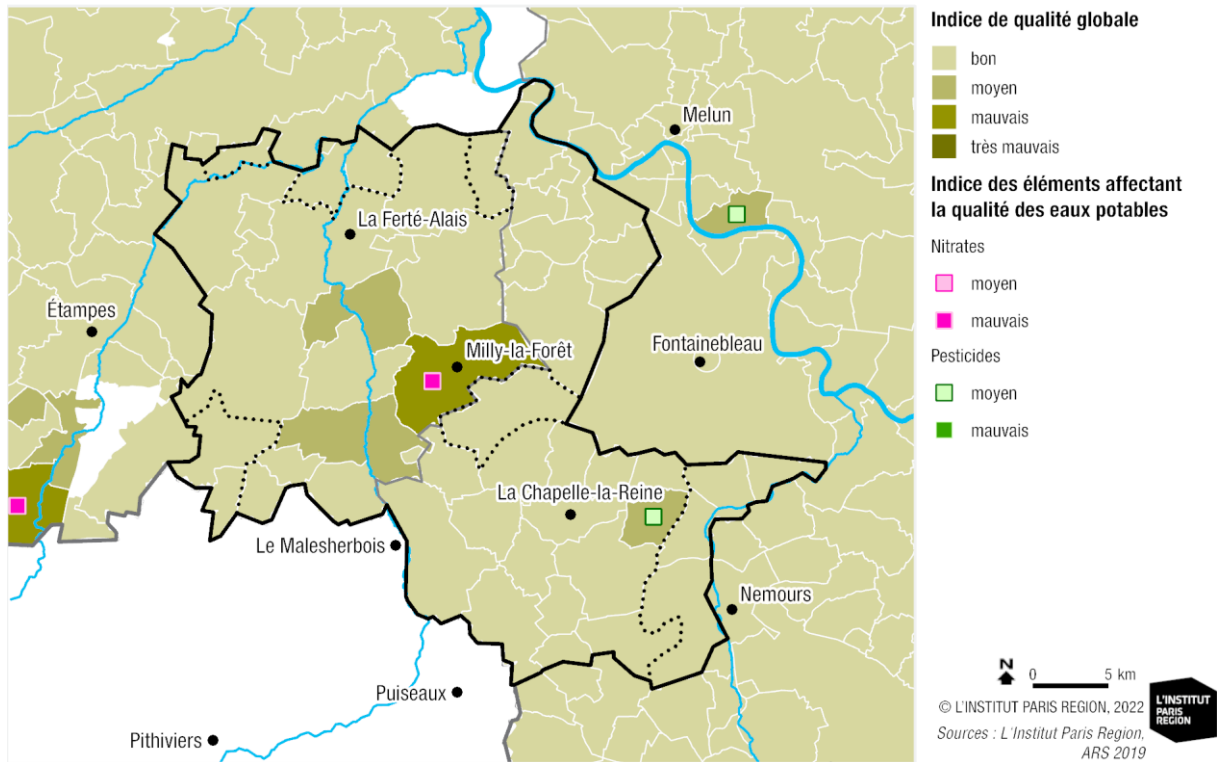 Melun
La Ferté-Alais
Étampes
Milly-la-Forêt
Fontainebleau
La Chapelle-la-Reine
Le Malesherbois
Nemours
Puiseaux
Pithiviers
Indice de qualité globale
bon
moyen
mauvais
très mauvais
Indice des éléments affectant
la qualité des eaux potables
Nitrates
moyen
mauvais
Pesticides
moyen
mauvais
N
0 5 km
© L'INSTITUT PARIS REGION, 2022
Sources : L'Institut Paris Region,
ARS 2019
L'INSTITUT
PARIS
REGION